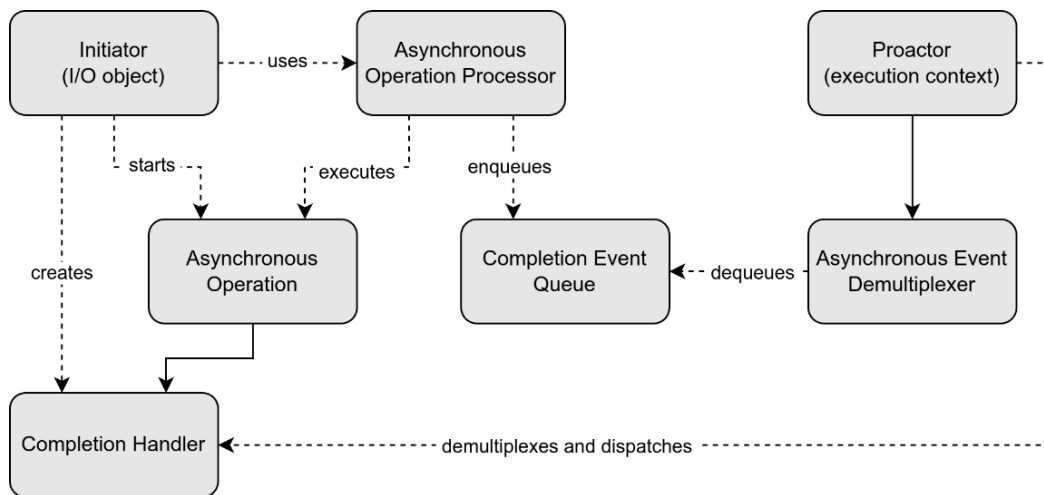 Initiator
(I/O object)
uses
Asynchronous
Operation Processor
Proactor
(execution context)
starts
executes
enqueues
creates
Asynchronous
Operation
Completion Event
Queue
dequeues
Asynchronous Event
Demultiplexer
Completion Handler
demultiplexes and dispatches